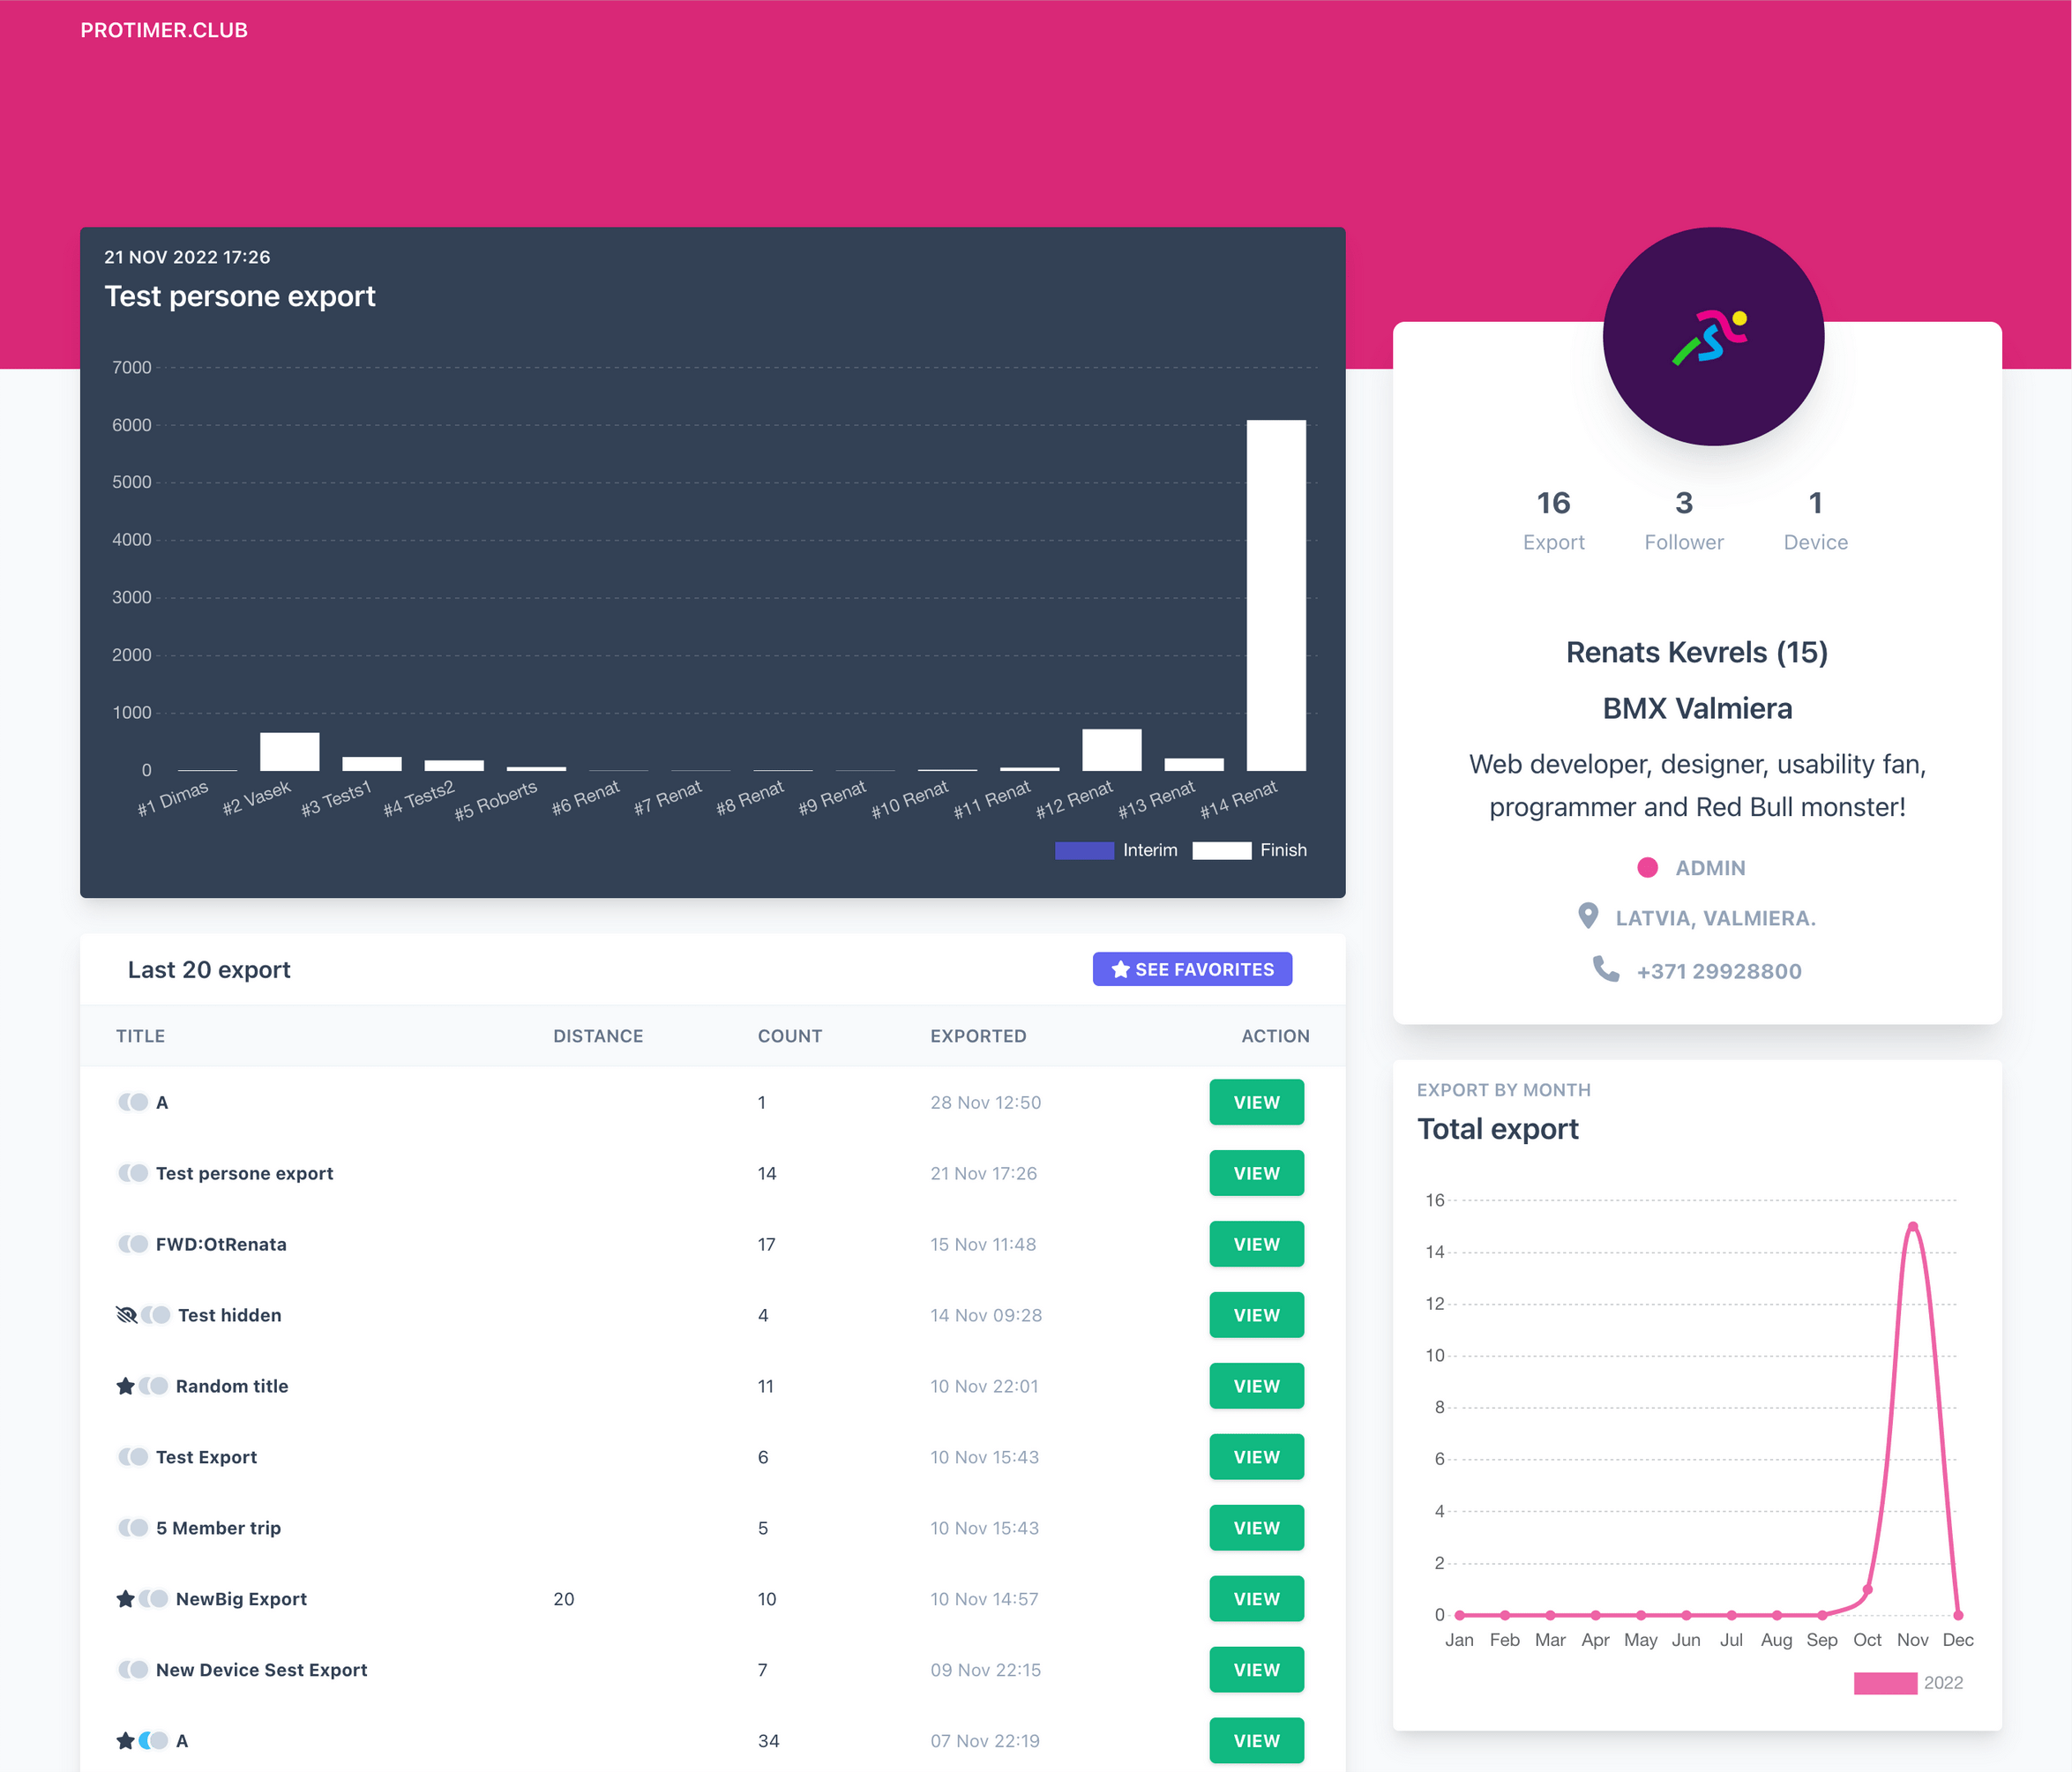 PROTIMER.CLUB
21 NOV 2022 17:26
Test persone export
7000
6000
5000
4000
3000
2000
1000
0
#1 Dimas
#2 Vasek
#3 Tests1
#4 Tests2
#5 Roberts
#6 Renat
#7 Renat
#8 Renat
#9 Renat
#10 Renat
#11 Renat
#12 Renat
#13 Renat
#14 Renat
Interim Finish
16 3 1
Export Follower Device
Renats Kevrels (15)
BMX Valmiera
Web developer, designer, usability fan,
programmer and Red Bull monster!
ADMIN
LATVIA, VALMIERA.
+371 29928800
Last 20 export
SEE FAVORITES
TITLE DISTANCE COUNT EXPORTED ACTION
A 1 28 Nov 12:50 VIEW
Test persone export 14 21 Nov 17:26 VIEW
FWD:OtRenata 17 15 Nov 11:48 VIEW
Test hidden 4 14 Nov 09:28 VIEW
Random title 11 10 Nov 22:01 VIEW
Test Export 6 10 Nov 15:43 VIEW
5 Member trip 5 10 Nov 15:43 VIEW
NewBig Export 20 10 10 Nov 14:57 VIEW
New Device Sest Export 7 09 Nov 22:15 VIEW
A 34 07 Nov 22:19 VIEW
EXPORT BY MONTH
Total export
16
14
12
10
8
6
4
2
0
Jan Feb Mar Apr May Jun Jul Aug Sep Oct Nov Dec
2022